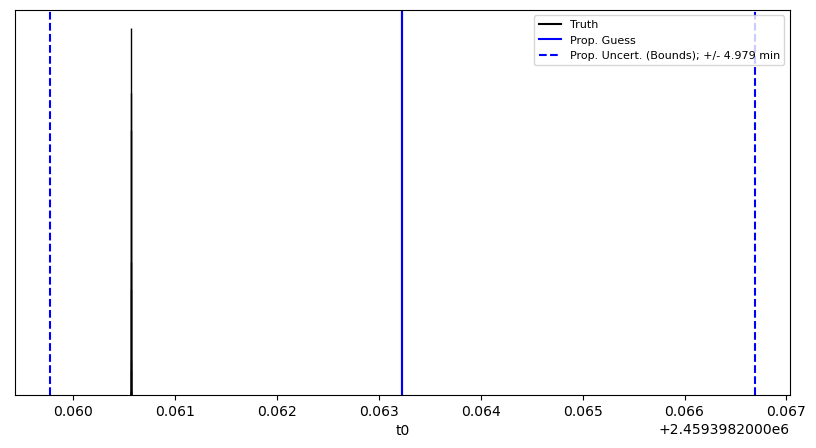 Truth
Prop. Guess
Prop. Uncert. (Bounds); +/- 4.979 min
0.060 0.061 0.062 0.063 0.064 0.065 0.066 0.067
t0
+2.4593982000e6